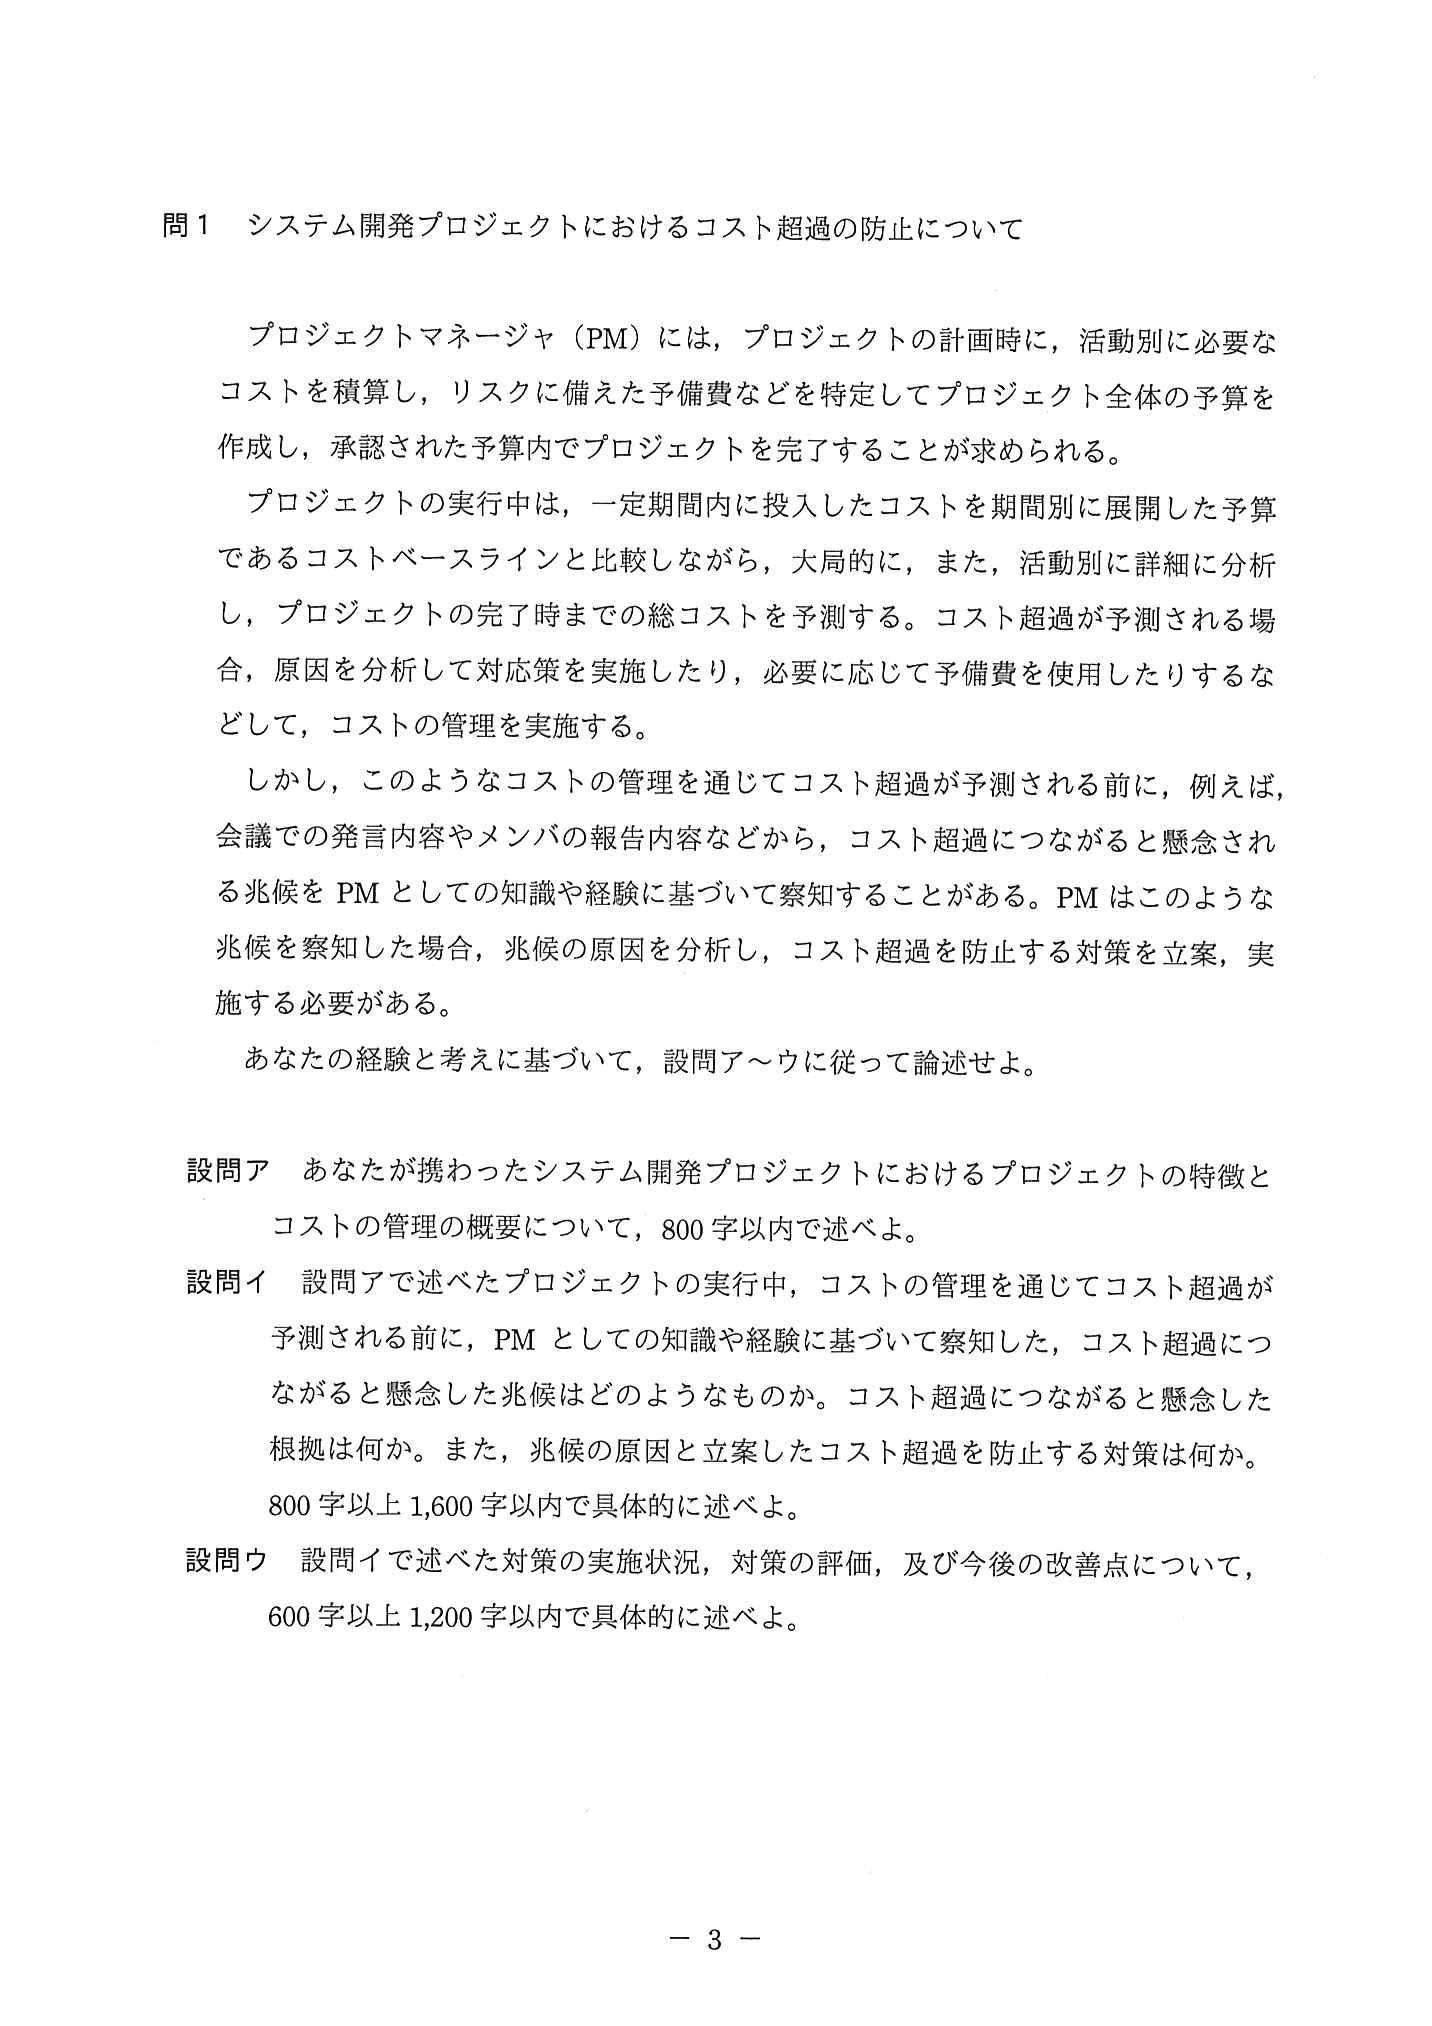 問1　システム開発プロジェクトにおけるコスト超過の防止について
プロジェクトマネージャ（PM）には，プロジェクトの計画時に，活動別に必要な
コストを積算し，リスクに備えた予備費などを特定してプロジェクト全体の予算を
作成し，承認された予算内でプロジェクトを完了することが求められる。
プロジェクトの実行中は，一定期間内に投入したコストを期間別に展開した予算
であるコストベースラインと比較しながら，大局的に，また，活動別に詳細に分析
し，プロジェクトの完了時までの総コストを予測する。コスト超過が予測される場
合，原因を分析して対応策を実施したり，必要に応じて予備費を使用したりするな
どして，コストの管理を実施する。
しかし，このようなコストの管理を通じてコスト超過が予測される前に，例えば，
会議での発言内容やメンバの報告内容などから，コスト超過につながると懸念され
る兆候を PM としての知識や経験に基づいて察知することがある。PM はこのような
兆候を察知した場合，兆候の原因を分析し，コスト超過を防止する対策を立案，実
施する必要がある。
あなたの経験と考えに基づいて，設問ア～ウに従って論述せよ。
設問ア　あなたが携わったシステム開発プロジェクトにおけるプロジェクトの特徴と
コストの管理の概要について，800 字以内で述べよ。
設問イ　設問アで述べたプロジェクトの実行中，コストの管理を通じてコスト超過が
予測される前に，PM としての知識や経験に基づいて察知した，コスト超過につ
ながると懸念した兆候はどのようなものか。コスト超過につながると懸念した
根拠は何か。また，兆候の原因と立案したコスト超過を防止する対策は何か。
800 字以上 1,600 字以内で具体的に述べよ。
設問ウ　設問イで述べた対策の実施状況，対策の評価，及び今後の改善点について，
600 字以上 1,200 字以内で具体的に述べよ。
－ 3 －